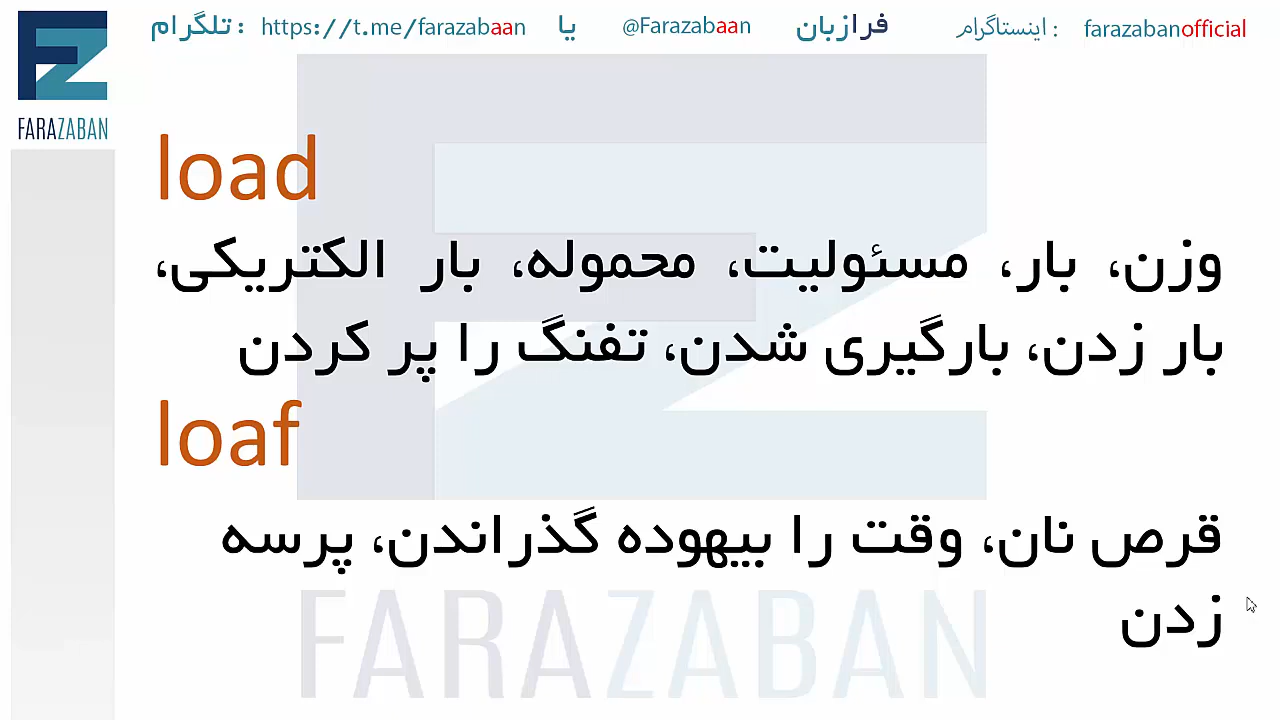 تلگرام : https://t.me/farazabaan یا @Farazabaan فرازبان اینستاگرام : farazabanofficial
FARAZABAN
load
وزن، بار، مسئولیت، محموله، بار الکتریکی،
بار زدن، بارگیری شدن، تفنگ را پر کردن
loaf
قرص نان، وقت را بیهوده گذراندن، پرسه
زدن
FARAZABAN